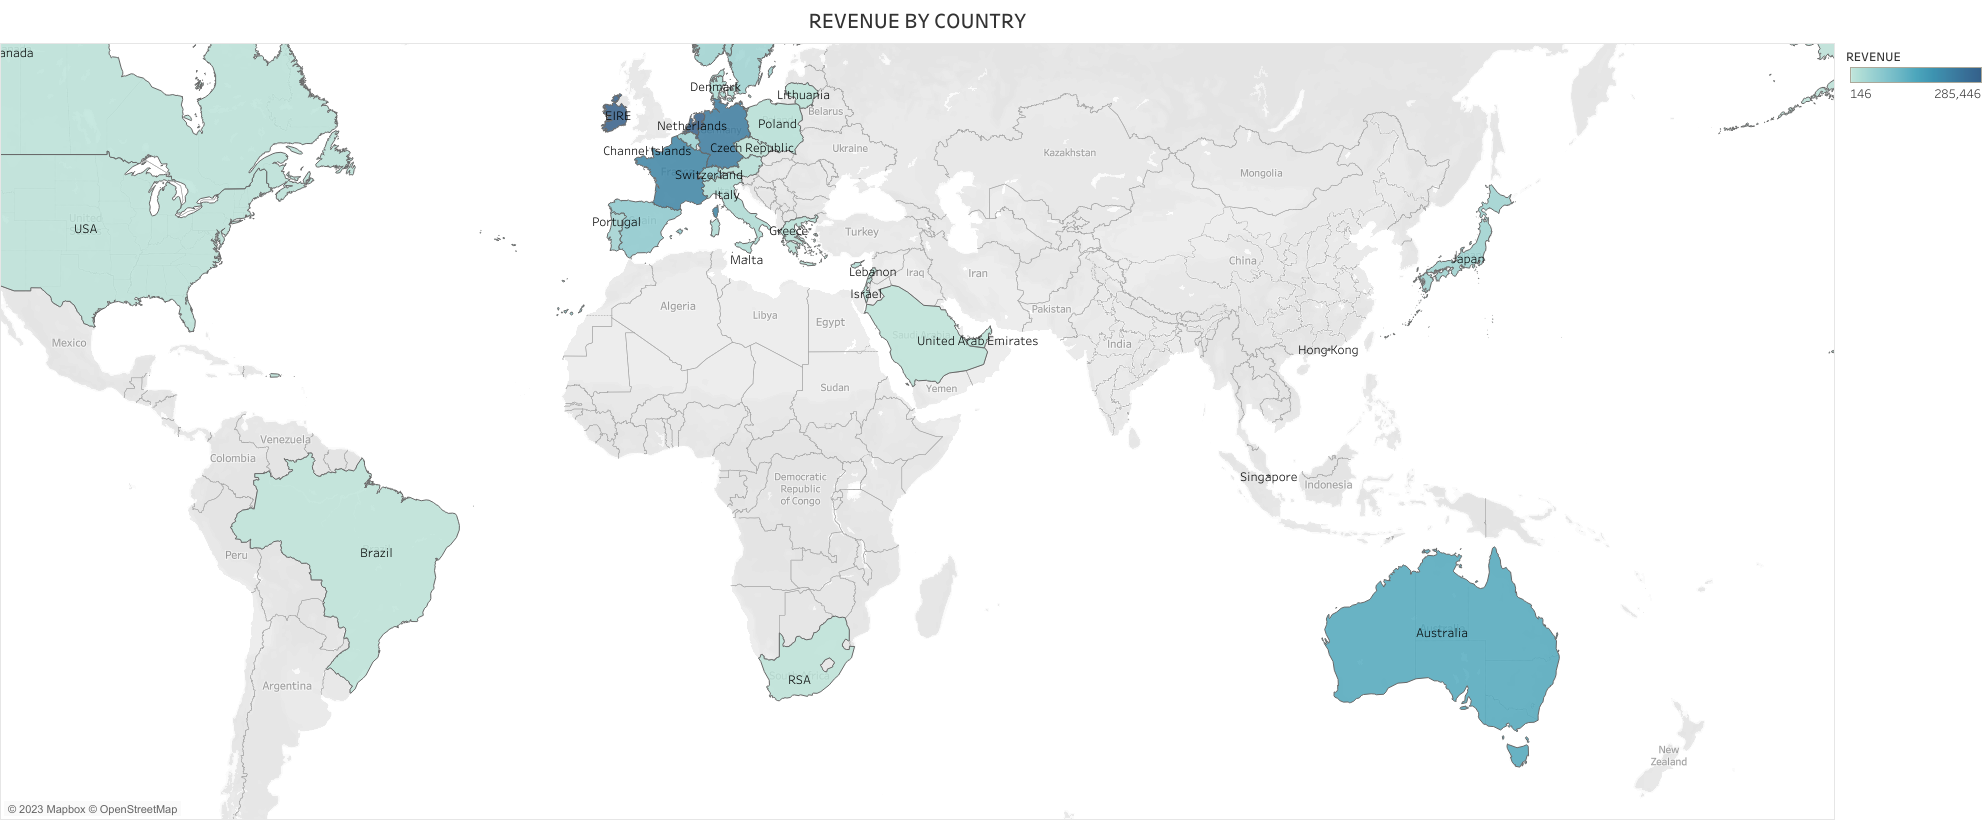 REVENUE BY COUNTRY
REVENUE
146 285,446
anada
Denmark
Lithuania
EIRE
Belarus
Netherlands
Poland
Channel Islands
Czech Republic
Ukraine
Kazakhstan
Mongolia
Switzerland
Italy
United
USA
Portugal
Greece
Turkey
Malta
Japan
China
Lebanon
Iraq
Iran
Israel
Algeria
Libya
Egypt
Pakistan
Saudi Arabia
United Arab Emirates
India
Hong Kong
Mexico
Sudan
Yemen
Venezuela
Colombia
Democratic
Republic
of Congo
Singapore
Indonesia
Peru
Brazil
Australia
RSA
Argentina
New
Zealand
© 2023 Mapbox © OpenStreetMap